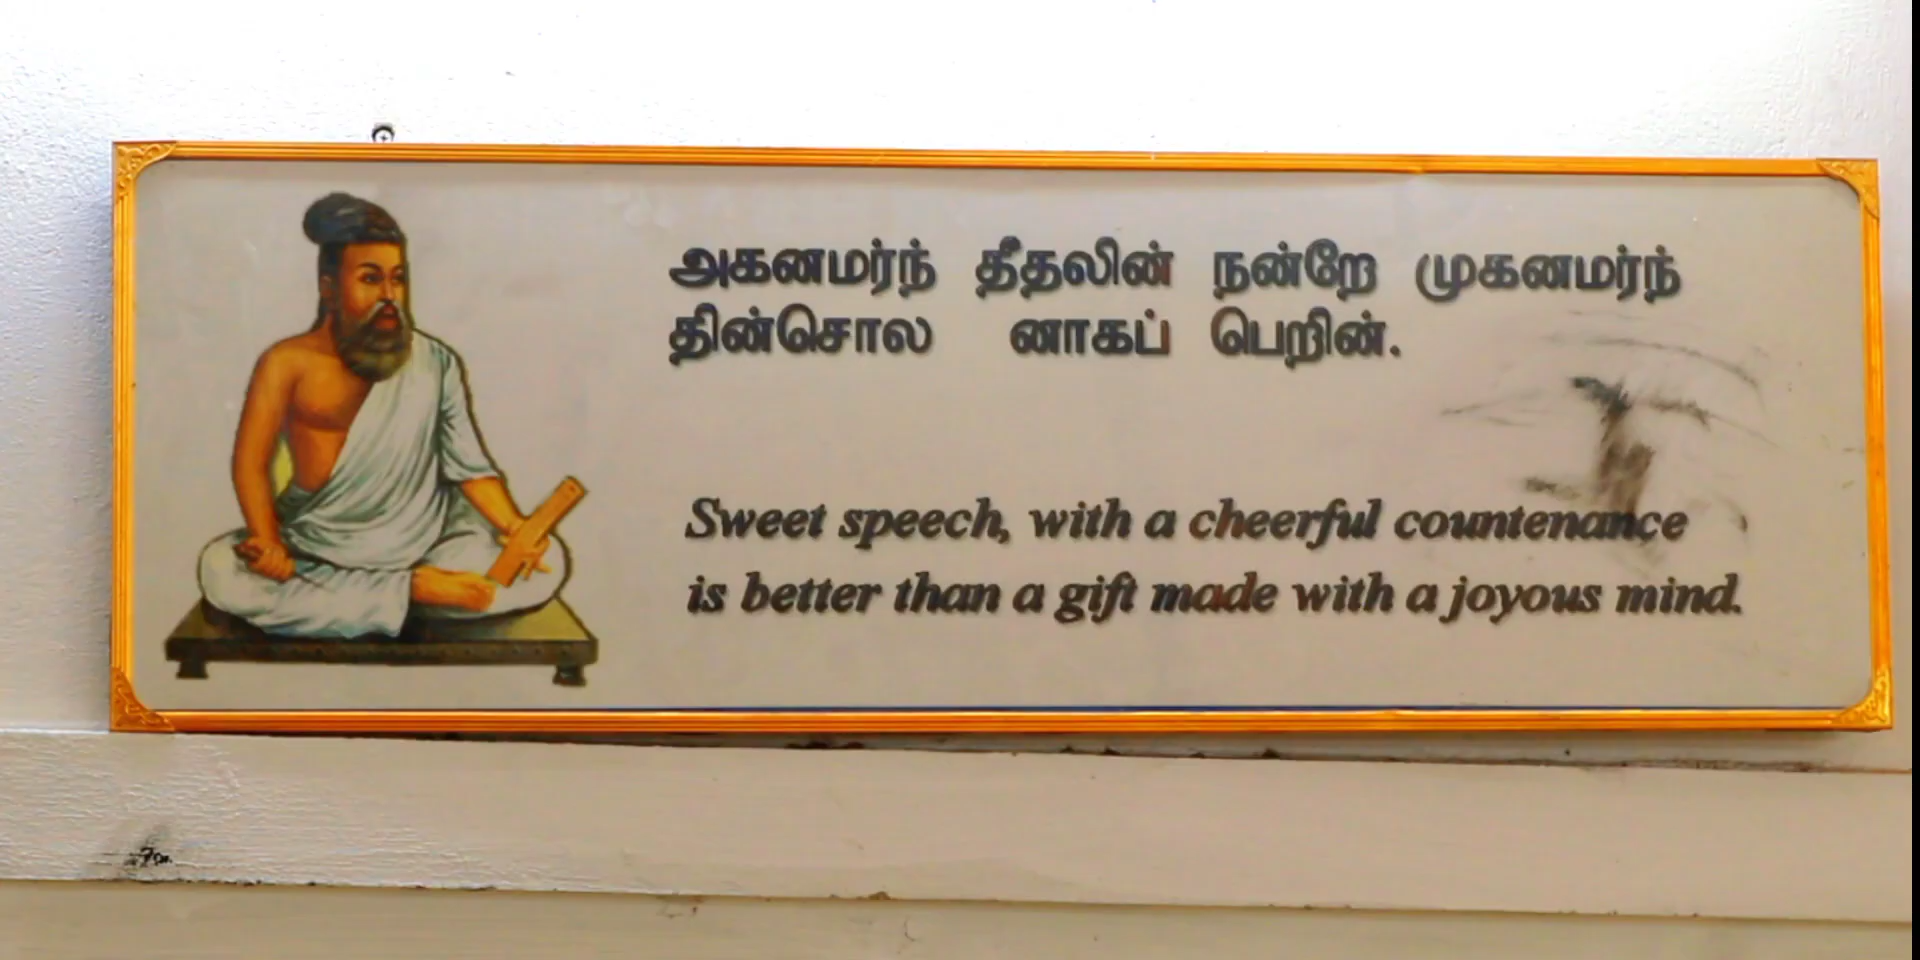 அகனமர்ந் தீதலின் நன்றே முகனமர்ந்
தின்சொல னாகப் பெறின்.
Sweet speech, with a cheerful countenance
is better than a gift made with a joyous mind.